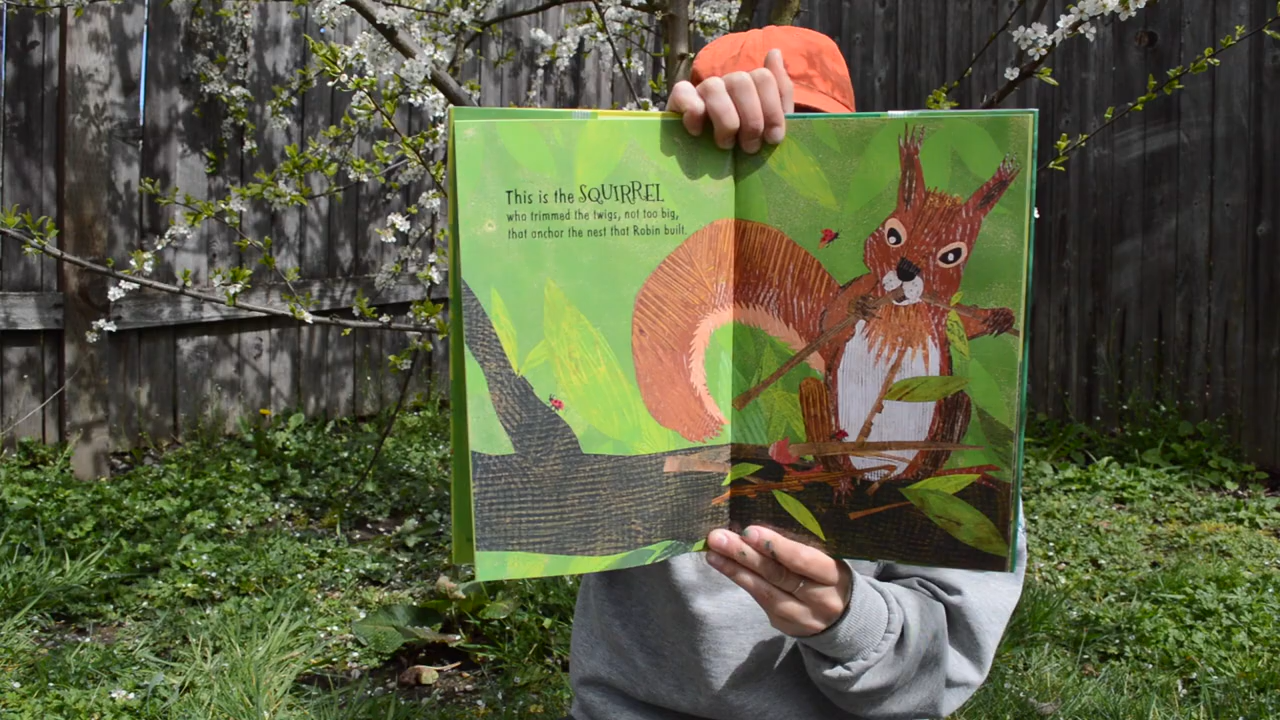 This is the SQUIRREL
who trimmed the twigs, not too big,
that anchor the nest that Robin built.